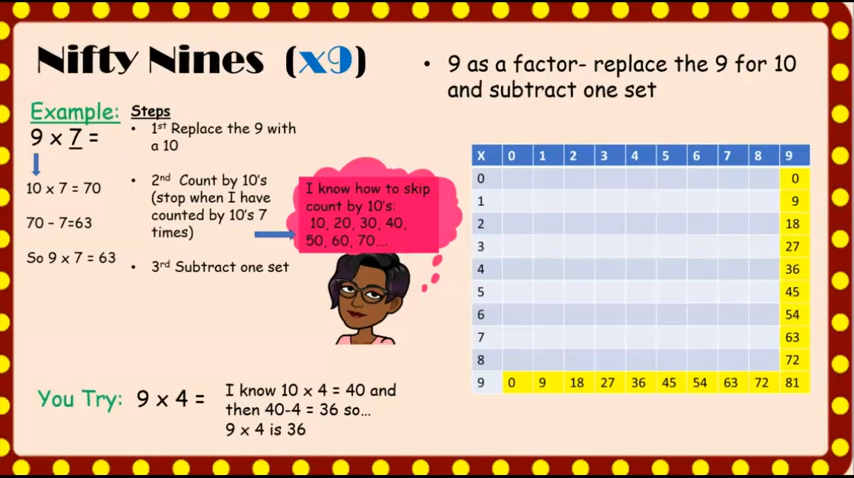 Nifty Nines (x9)
• 9 as a factor- replace the 9 for 10
and subtract one set
Example:
9 x 7 =
10 x 7 = 70
70 - 7=63
So 9 x 7 = 63
Steps
• 1st Replace the 9 with
a 10
• 2nd Count by 10's
(stop when I have
counted by 10's 7
times)
• 3rd Subtract one set
I know how to skip
count by 10's:
10, 20, 30, 40,
50, 60, 70....
You Try: 9 x 4 =
I know 10 x 4 = 40 and
then 40-4 = 36 so...
9 x 4 is 36
X 0 1 2 3 4 5 6 7 8 9
0 0
1 9
2 18
3 27
4 36
5 45
6 54
7 63
8 72
9 0 9 18 27 36 45 54 63 72 81